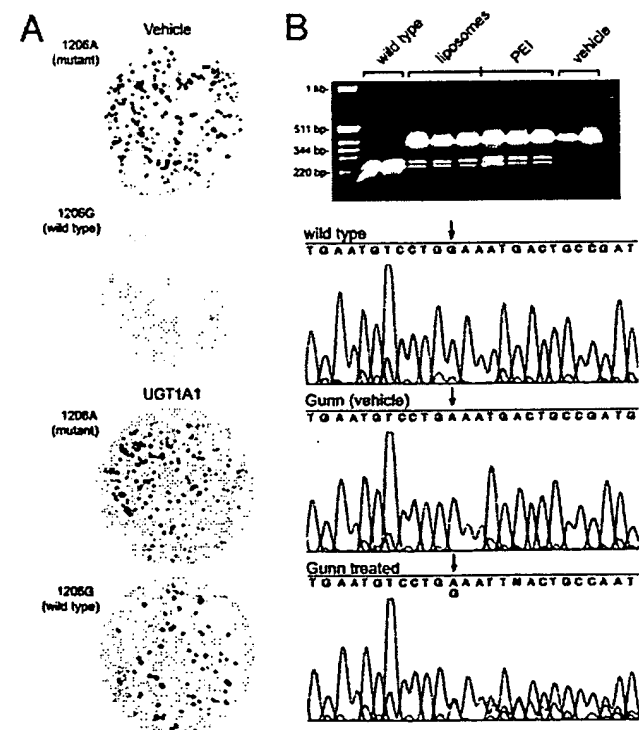 A
Vehicle
1206A
(mutant)
1206G
(wild type)
UGT1A1
1206A
(mutant)
1206G
(wild type)
B
wild type
liposomes
PEI
vehicle
1 kb-
511 bp-
344 bp-
220 bp-
wild type
T G A A T G T C C T G G A A A T G A C T G C C G A T
Gunn (vehicle)
T G A A T G T C C T G A A A T G A C T G C C G A T G
Gunn treated
T G A A T G T C C T G A A A T T N A C T G C C A A T
G